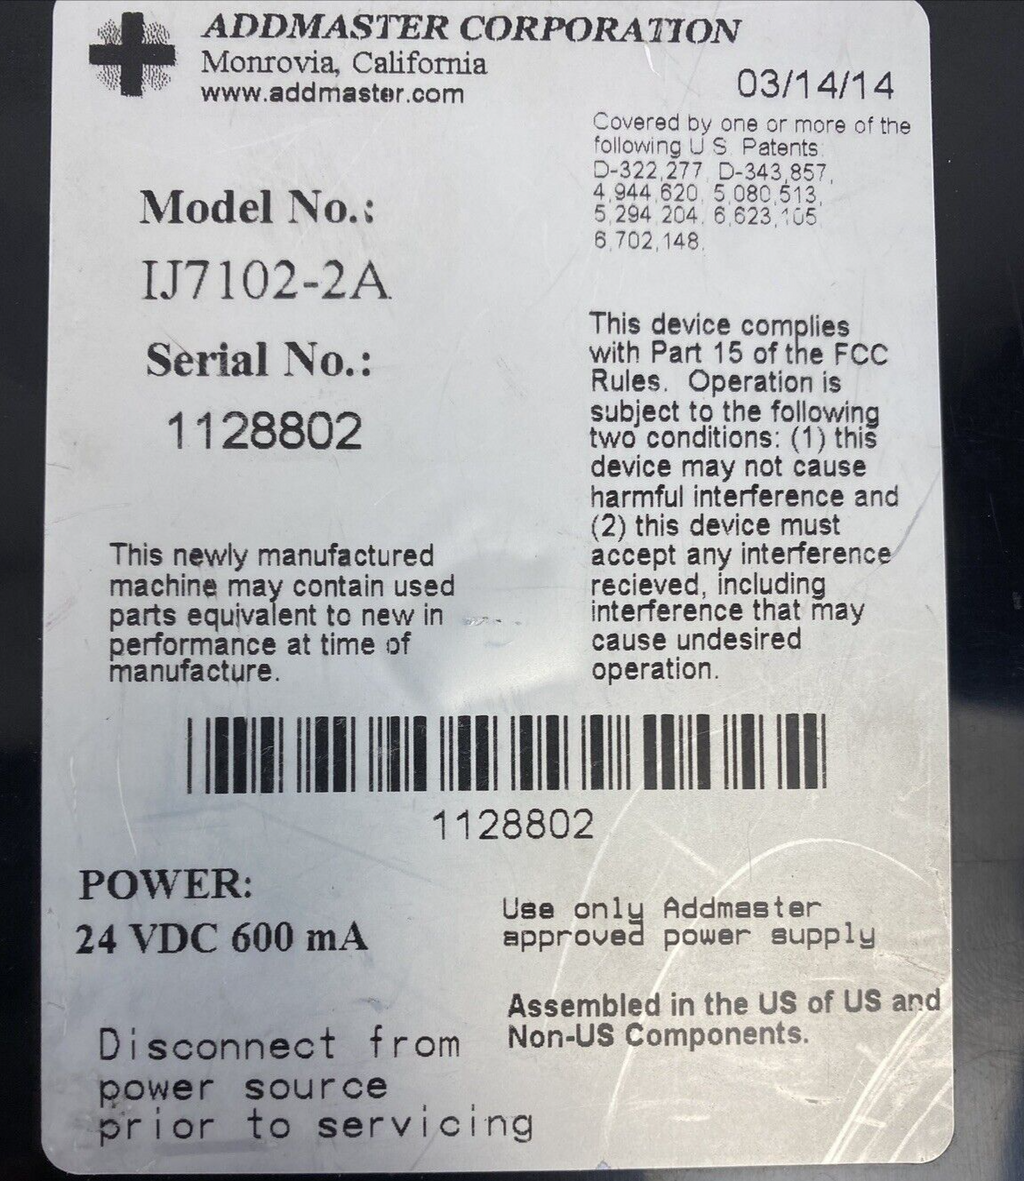 ADDMASTER CORPORATION
Monrovia, California
www.addmaster.com
03/14/14
Covered by one or more of the
following U S. Patents
D-322,277, D-343,857,
4,944,620, 5,080,513,
5,294,204, 6,623,105
6,702,148.
Model No.:
IJ7102-2A
Serial No.:
1128802
This device complies
with Part 15 of the FCC
Rules. Operation is
subject to the following
two conditions: (1) this
device may not cause
harmful interference and
(2) this device must
accept any interference
recieved, including
interference that may
cause undesired
operation.
This newly manufactured
machine may contain used
parts equivalent to new in
performance at time of
manufacture.
1128802
POWER:
24 VDC 600 mA
Use only Addmaster
approved power supply
Assembled in the US of US and
Non-US Components.
Disconnect from
power source
prior to servicing